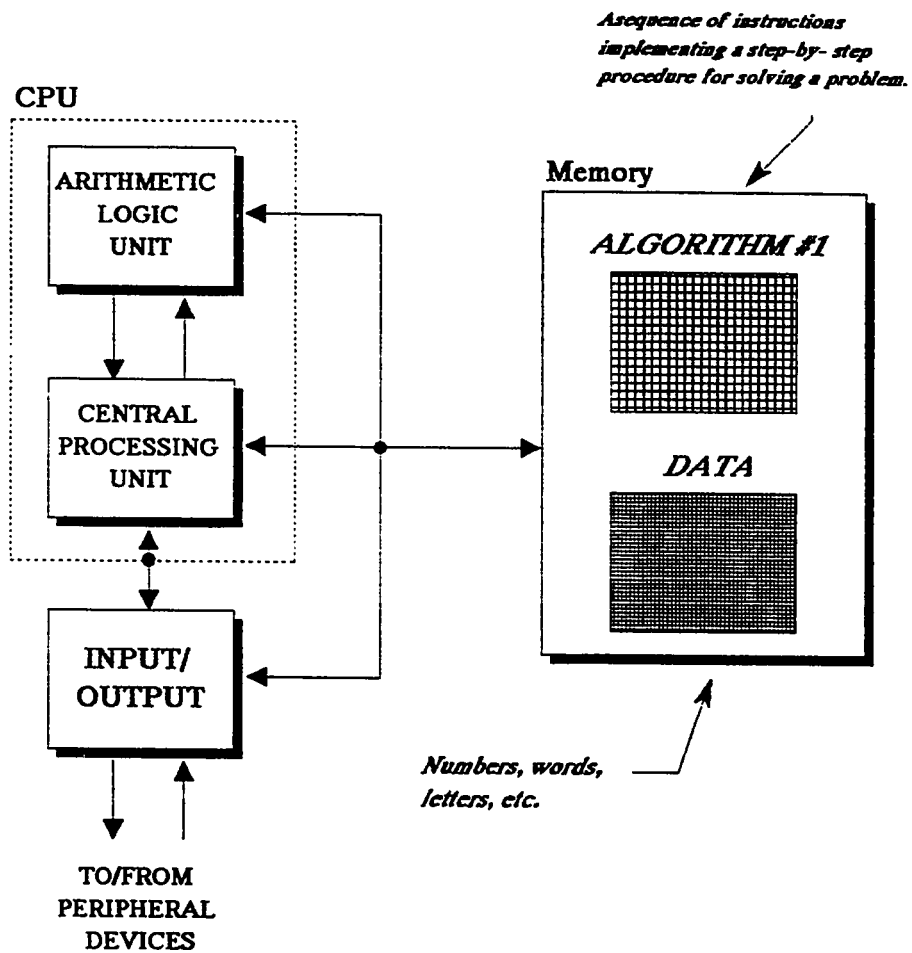 Asequence of instructions
implementing a step-by- step
procedure for solving a problem.
CPU
ARITHMETIC
LOGIC
UNIT
Memory
ALGORITHM #1
CENTRAL
PROCESSING
UNIT
DATA
INPUT/
OUTPUT
Numbers, words,
letters, etc.
TO/FROM
PERIPHERAL
DEVICES